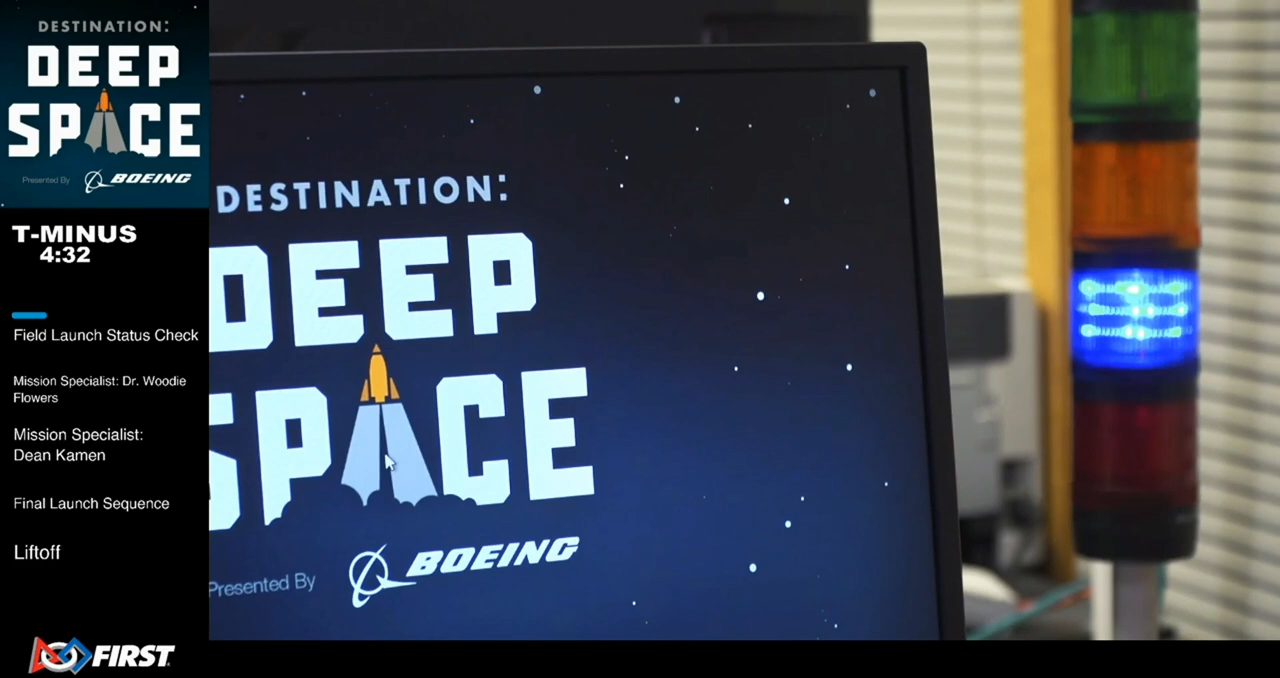 DESTINATION:
DEEP
SPACE
Presented By BOEING
T-MINUS
4:32
Field Launch Status Check
Mission Specialist: Dr. Woodie
Flowers
Mission Specialist:
Dean Kamen
Final Launch Sequence
Liftoff
FIRST
DESTINATION:
DEEP
SPACE
Presented By BOEING